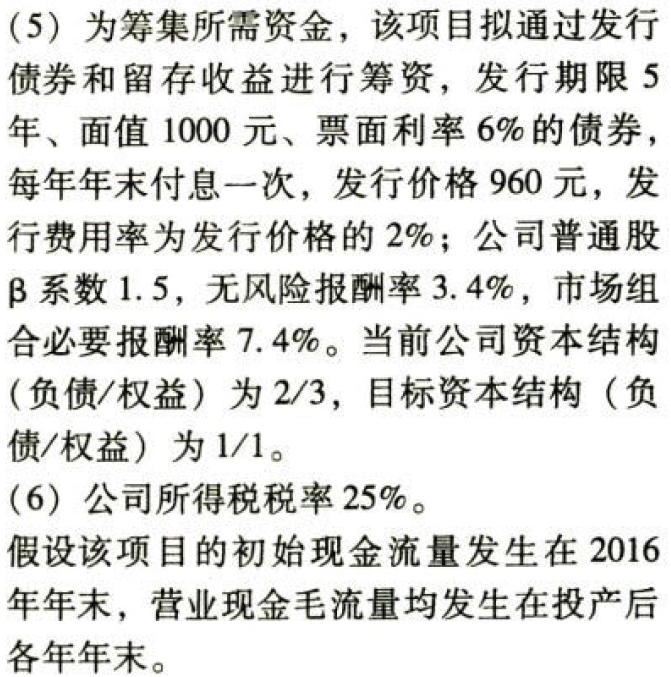 (5) 为筹集所需资金，该项目拟通过发行
债券和留存收益进行筹资，发行期限 5
年、面值 1000 元、票面利率 6%的债券，
每年年末付息一次，发行价格 960 元，发
行费用率为发行价格的 2%；公司普通股
β系数 1.5，无风险报酬率 3.4%，市场组
合必要报酬率 7.4%。当前公司资本结构
(负债/权益) 为 2/3，目标资本结构 (负
债/权益) 为 1/1。
(6) 公司所得税税率 25%。
假设该项目的初始现金流量发生在 2016
年年末，营业现金毛流量均发生在投产后
各年年末。